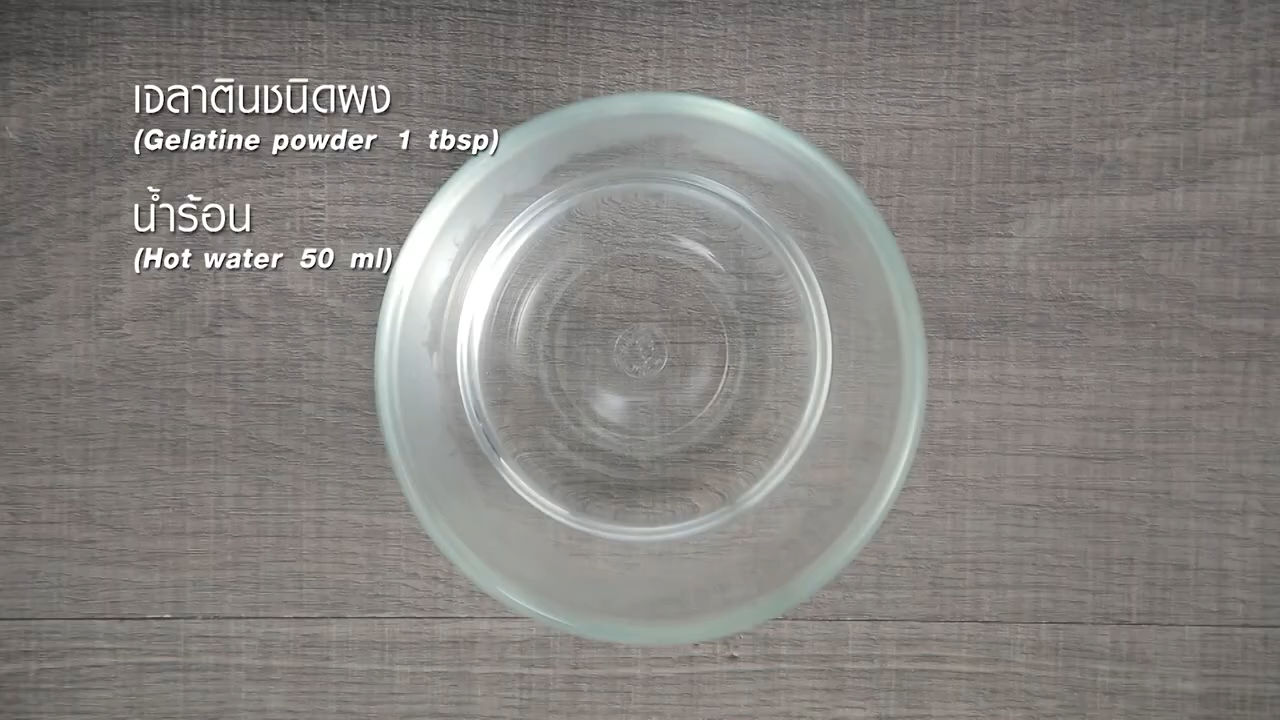 เจลาตินชนิดผง
(Gelatine powder 1 tbsp)
น้ำร้อน
(Hot water 50 ml)